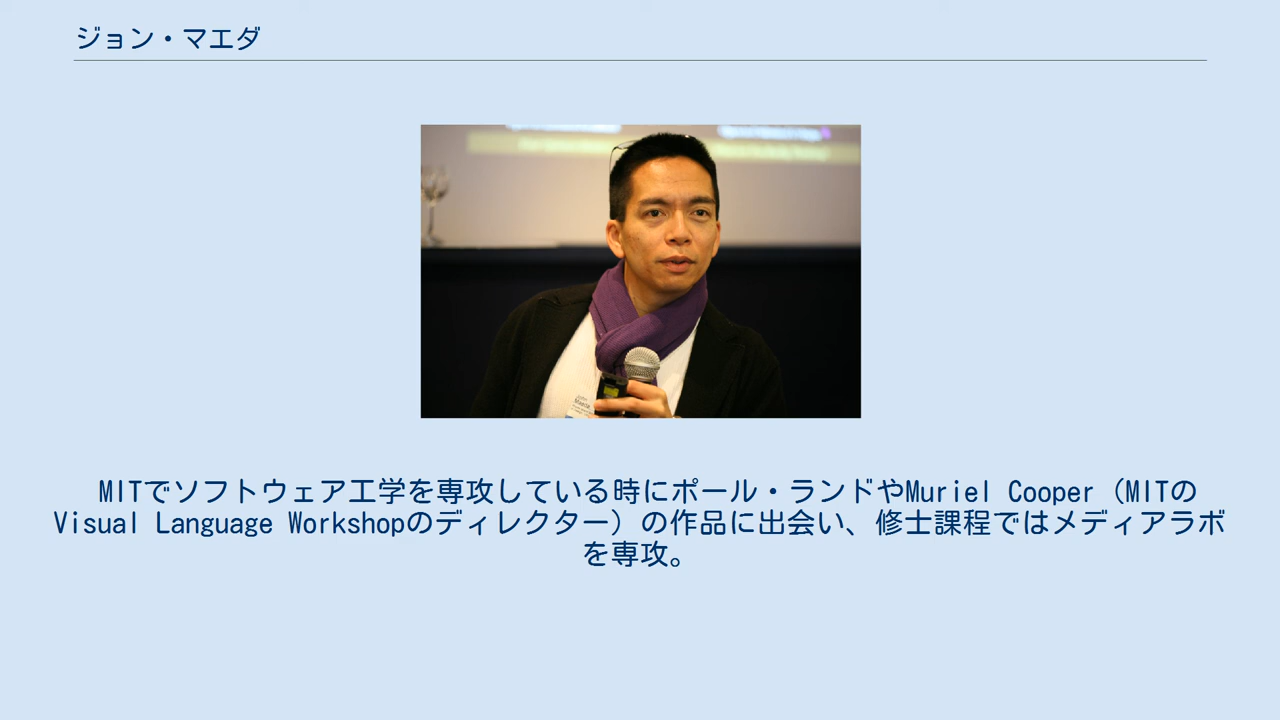 ジョン・マエダ
John
Maeda
MITでソフトウェア工学を専攻している時にポール・ランドやMuriel Cooper（MITの
Visual Language Workshopのディレクター）の作品に出会い、修士課程ではメディアラボ
を専攻。